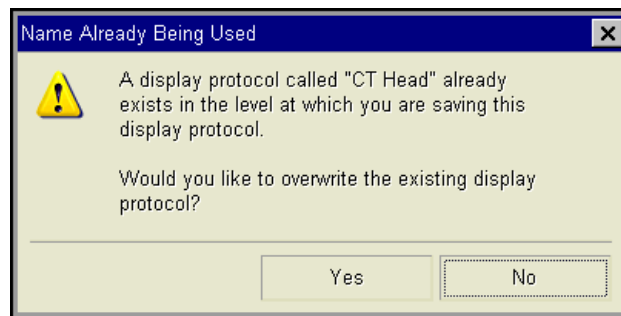 Name Already Being Used
A display protocol called "CT Head" already
exists in the level at which you are saving this
display protocol.
Would you like to overwrite the existing display
protocol?
Yes
No